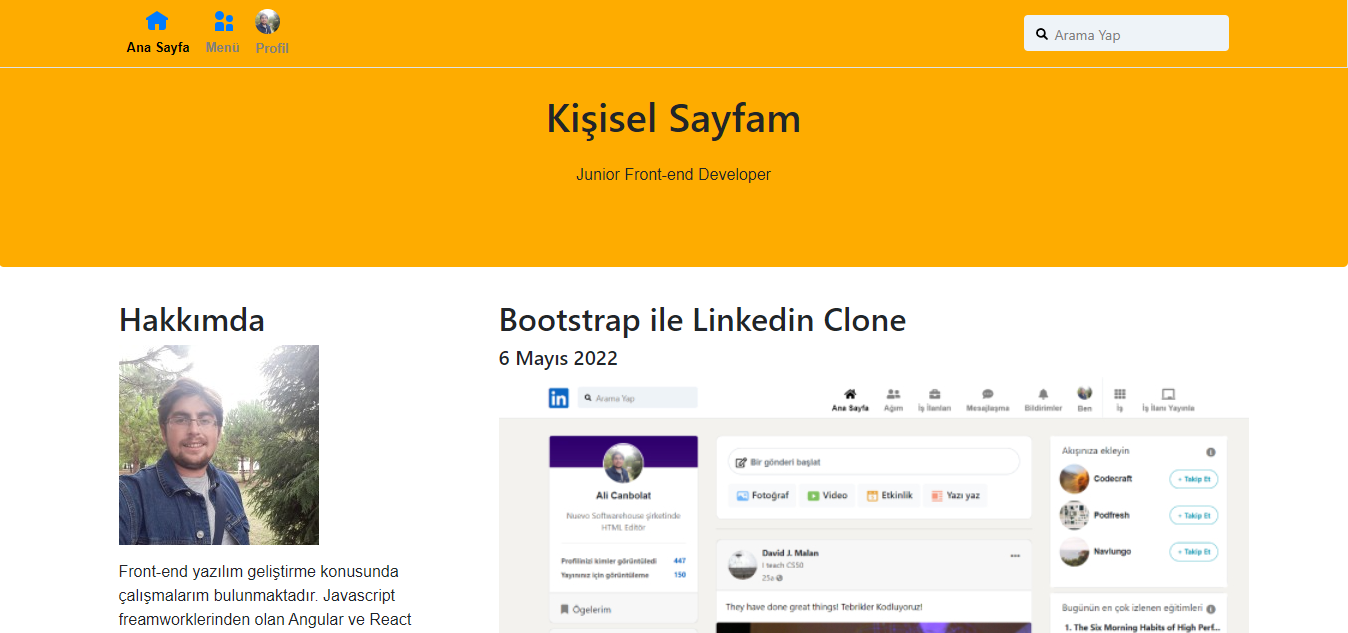 Ana Sayfa
Menü
Profil
Arama Yap
Kişisel Sayfam
Junior Front-end Developer
Hakkımda
Front-end yazılım geliştirme konusunda
çalışmalarım bulunmaktadır. Javascript
freamworklerinden olan Angular ve React
Bootstrap ile Linkedin Clone
6 Mayıs 2022
in
Arama Yap
Ana Sayfa
Ağım
İş İlanları
Mesajlaşma
Bildirimler
Ben
İş
İş İlanı Yayınla
Ali Canbolat
Nuevo Softwarehouse şirketinde
HTML Editör
Profilinizi kimler görüntüledi 447
Yayınınız için görüntüleme 150
Ögelerim
Bir gönderi başlat
Fotoğraf
Video
Etkinlik
Yazı yaz
David J. Malan
I teach CS50
25a
They have done great things! Tebrikler Kodluyoruz!
Akışınıza ekleyin
Codecraft
+ Takip Et
Podfresh
+ Takip Et
Navlungo
+ Takip Et
Bugünün en çok izlenen eğitimleri
1. The Six Morning Habits of High Perf...